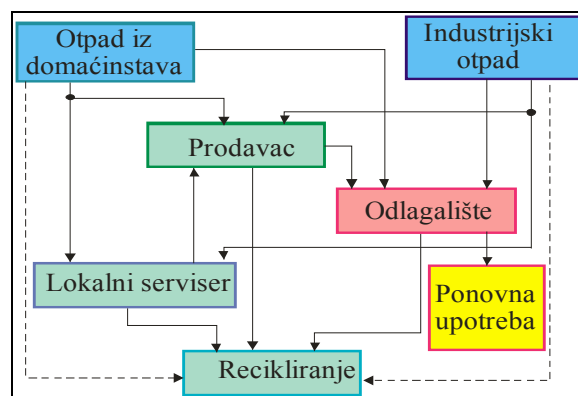 Otpad iz
domaćinstava
Industrijski
otpad
Prodavac
Odlagalište
Lokalni serviser
Ponovna
upotreba
Recikliranje